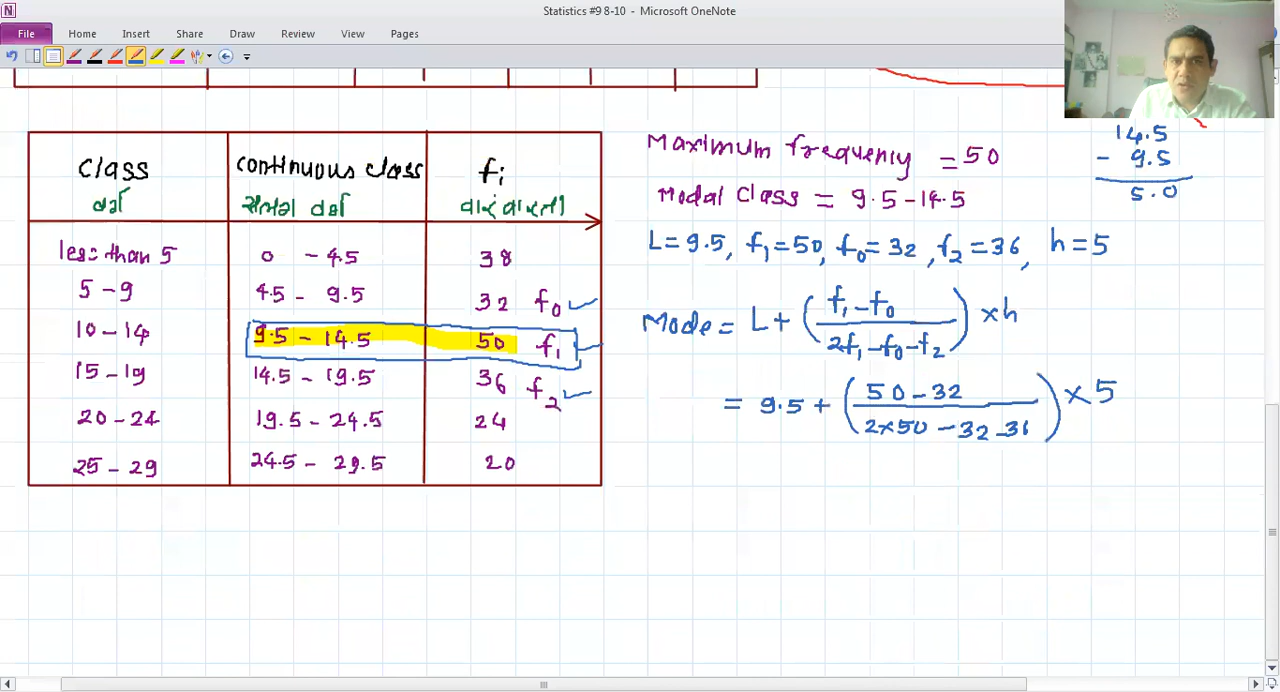 Statistics #9 8-10 - Microsoft OneNote
File Home Insert Share Draw Review View Pages
class continuous class fi
વર્ગ સળંગ વર્ગ
less than 5 0 - 4.5 38
5 - 9 4.5 - 9.5 32 f0
10 - 14 9.5 - 14.5 50 f1
15 - 19 14.5 - 19.5 36 f2
20 - 24 19.5 - 24.5 24
25 - 29 24.5 - 29.5 20
Maximum frequency = 50
Modal class = 9.5 - 14.5
L = 9.5, f1 = 50, f0 = 32, f2 = 36, h = 5
Mode = L + (f1 - f0 / 2f1 - f0 - f2) × h
= 9.5 + (50 - 32 / 2×50 - 32 - 36) × 5
14.5
- 9.5
5.0